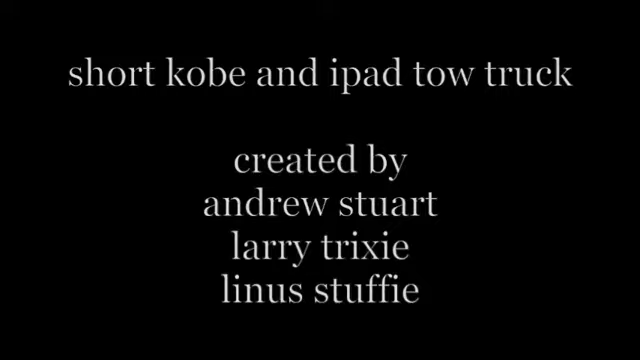 short kobe and ipad tow truck
created by
andrew stuart
larry trixie
linus stuffie